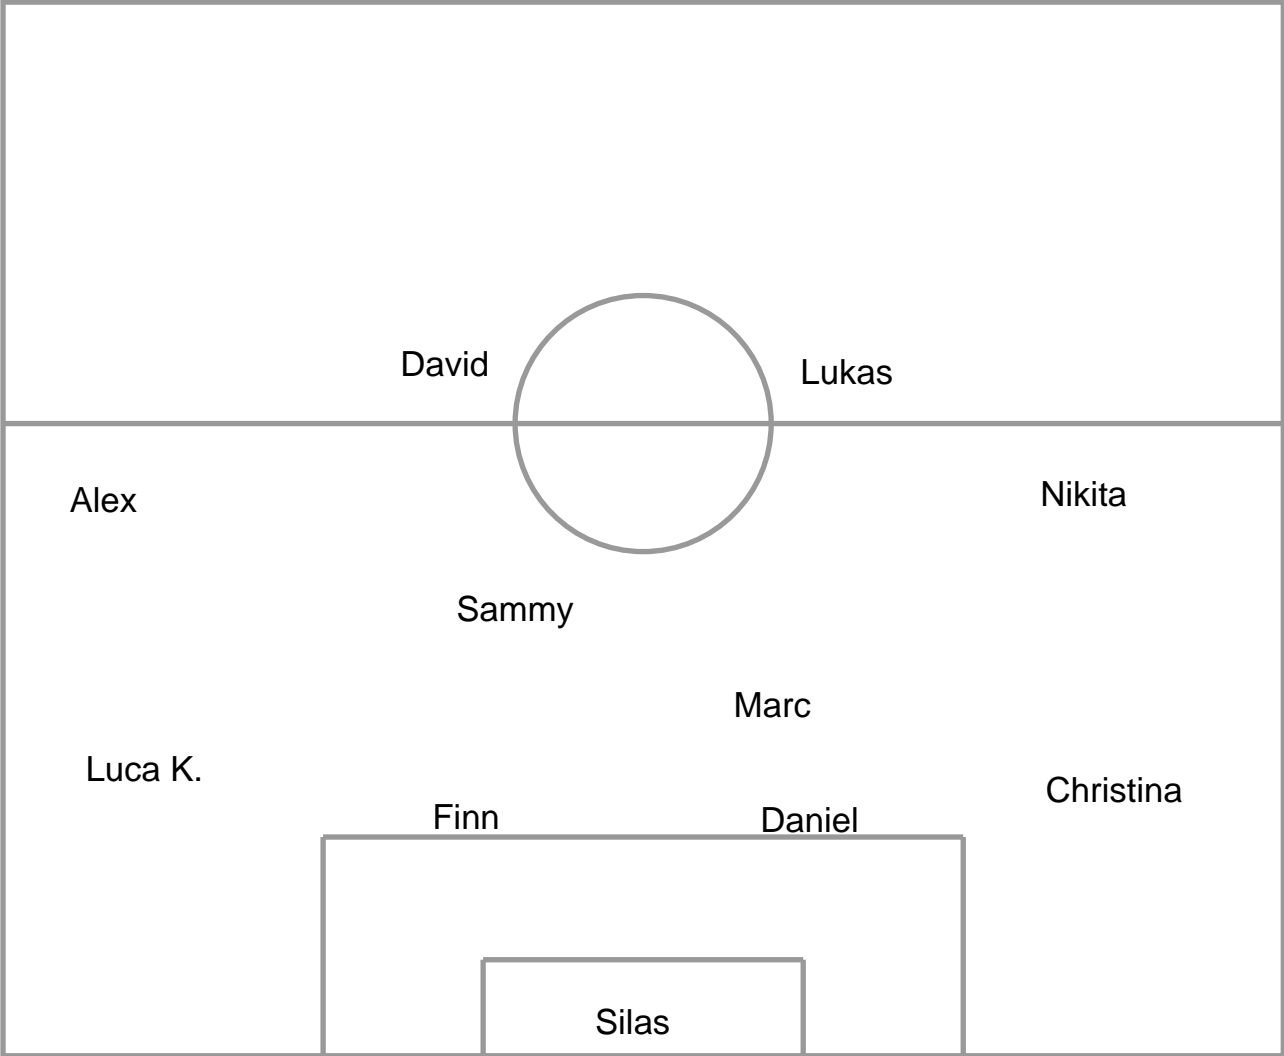 David
Lukas
Alex
Nikita
Sammy
Marc
Luca K.
Christina
Finn
Daniel
Silas